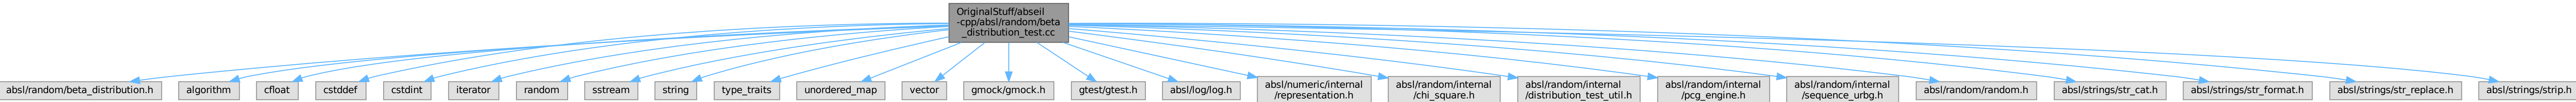 OriginalStuff/abseil
-cpp/absl/random/beta
_distribution_test.cc
absl/random/beta_distribution.h
algorithm
cfloat
cstddef
cstdint
iterator
random
sstream
string
type_traits
unordered_map
vector
gmock/gmock.h
gtest/gtest.h
absl/log/log.h
absl/numeric/internal
/representation.h
absl/random/internal
/chi_square.h
absl/random/internal
/distribution_test_util.h
absl/random/internal
/pcg_engine.h
absl/random/internal
/sequence_urbg.h
absl/random/random.h
absl/strings/str_cat.h
absl/strings/str_format.h
absl/strings/str_replace.h
absl/strings/strip.h